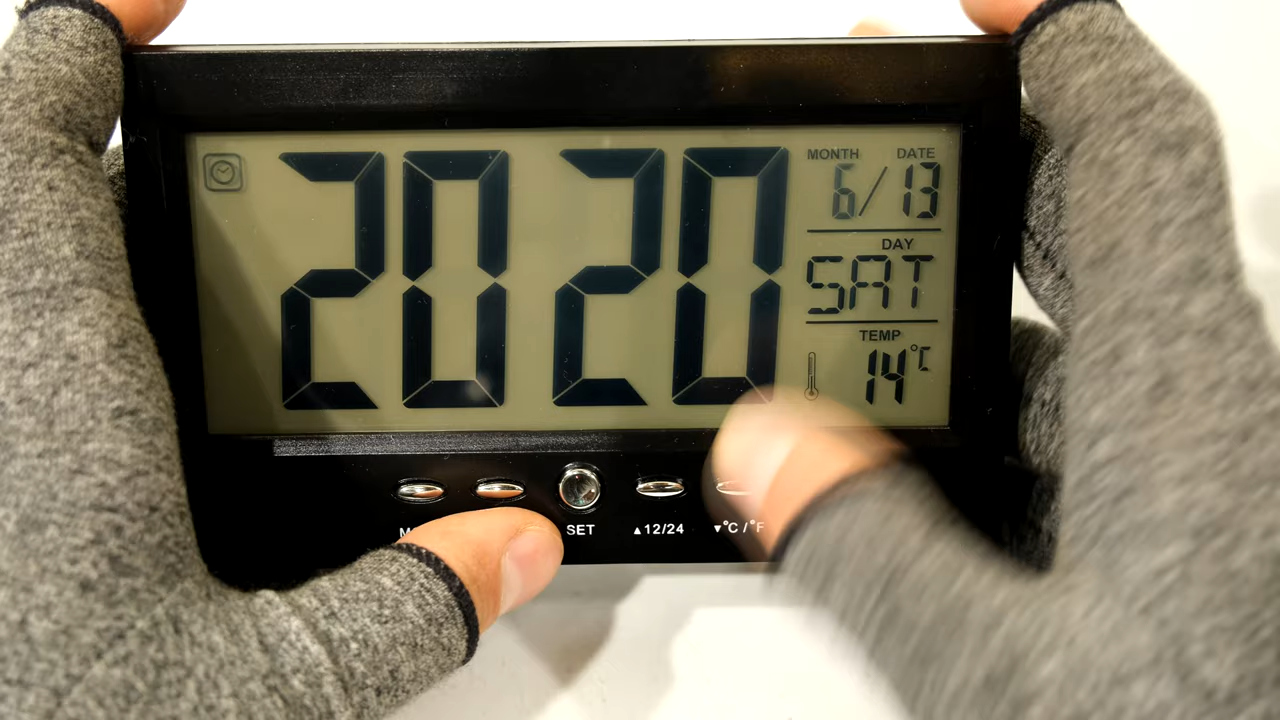 2020
MONTH DATE
6/13
DAY
SAT
TEMP
14°C
SET ▲12/24 ▼°C/°F